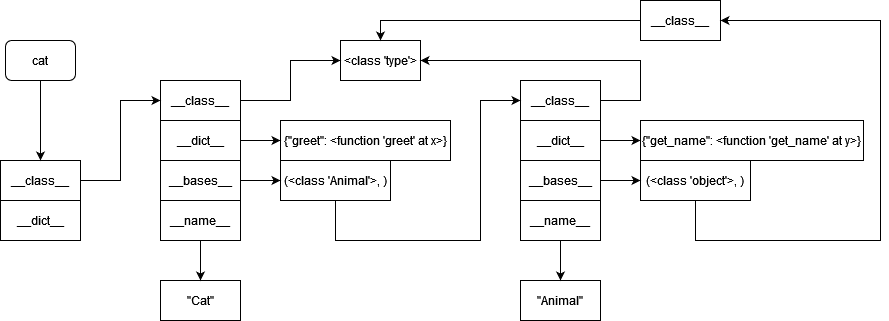 __class__
cat
<class 'type'>
__class__
__class__
__dict__
{"greet": <function 'greet' at x>}
__dict__
{"get_name": <function 'get_name' at y>}
__class__
__bases__
(<class 'Animal'>, )
__bases__
(<class 'object'>, )
__dict__
__name__
__name__
"Cat"
"Animal"